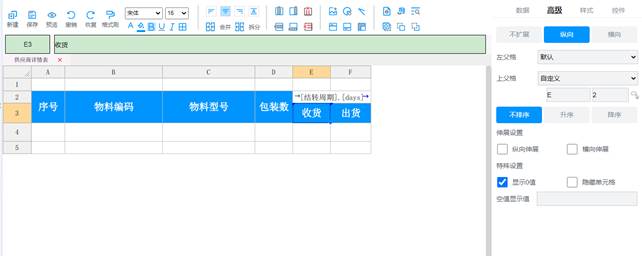 新建 保存 预览 撤销 恢复 格式刷 宋体 16 合并 拆分
A B U I
E3 收货
供应商详情表 ×
A B C D E F
1
2 序号 物料编码 物料型号 包装数 [结转周期].[days]
3 收货 出货
4
5
数据 高级 样式 控件
不扩展 纵向 横向
左父格 默认
上父格 自定义
E 2
不排序 升序 降序
伸展设置
纵向伸展 横向伸展
特殊设置
显示0值 隐藏单元格
空值显示值